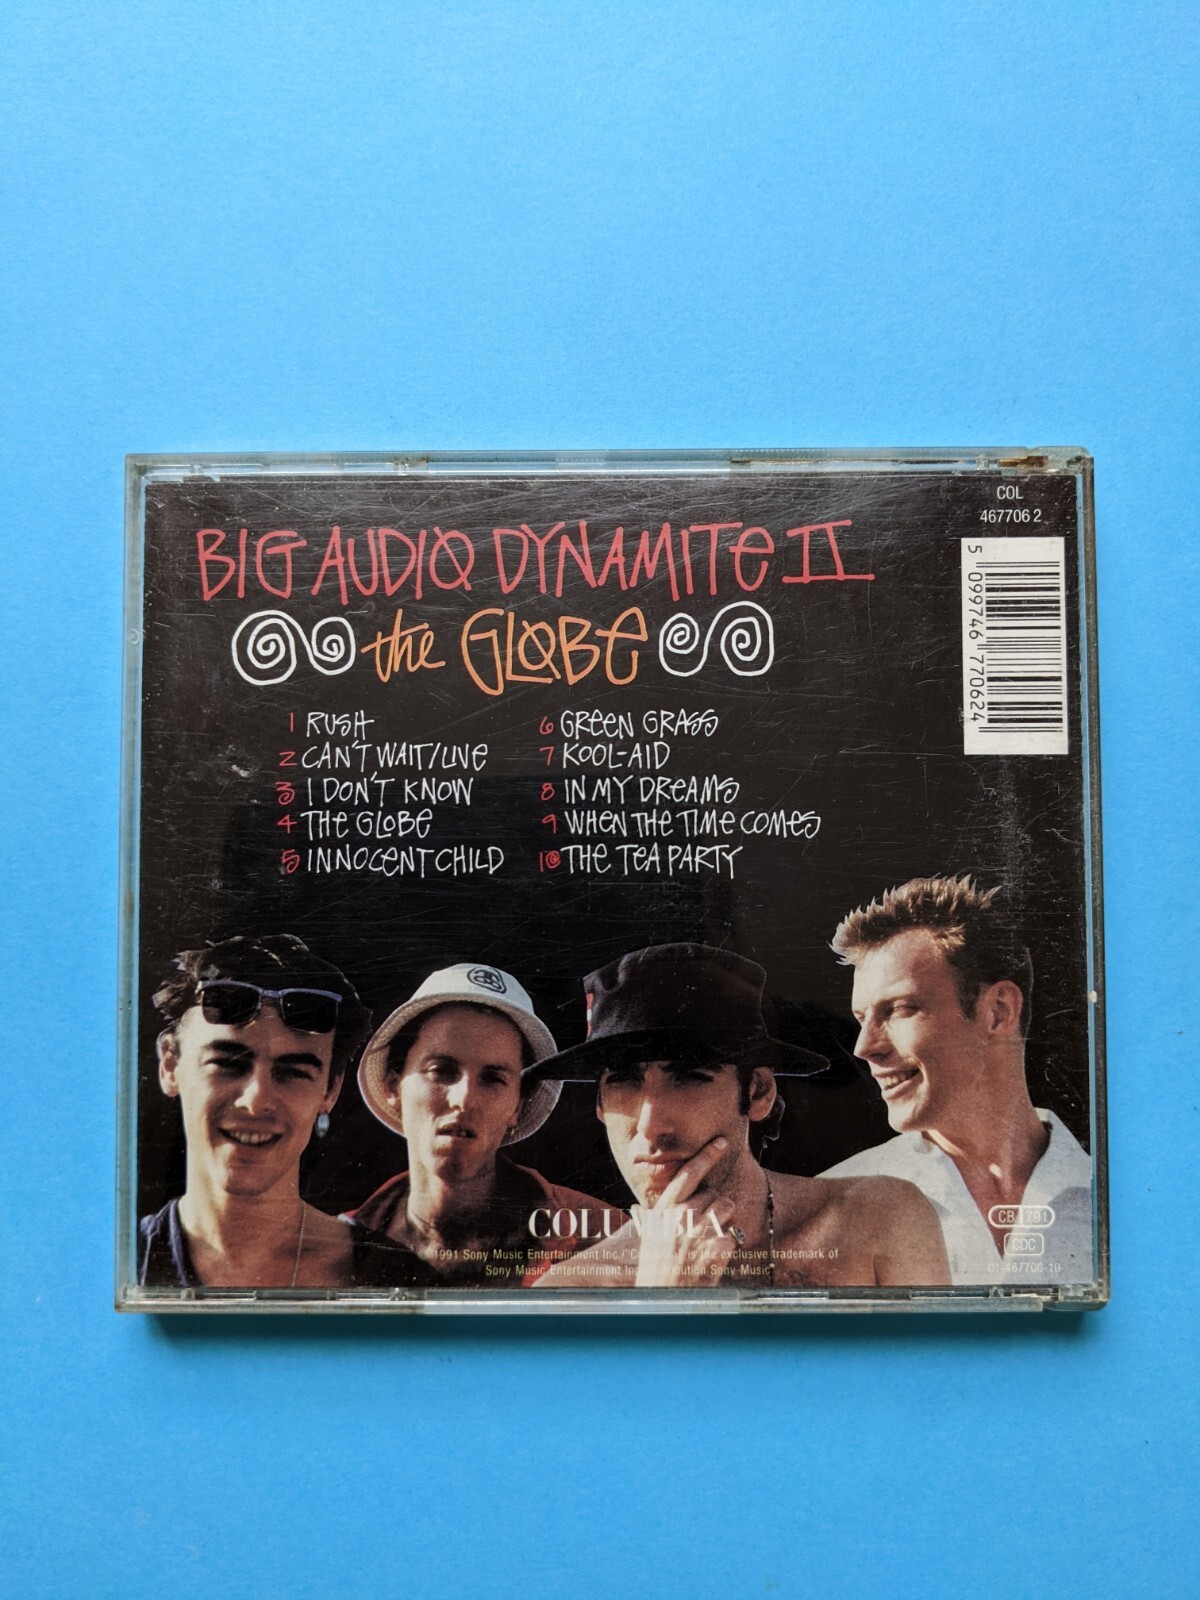 COL
467706 2
BIG AUDIO DYNAMITE II
the GLOBE
1 RUSH
2 CAN'T WAIT/LIVE
3 I DON'T KNOW
4 THE GLOBE
5 INNOCENT CHILD
6 GREEN GRASS
7 KOOL-AID
8 IN MY DREAMS
9 WHEN THE TIME COMES
10 THE TEA PARTY
5 099746 770624
COLUMBIA
1991 Sony Music Entertainment Inc./ is the exclusive trademark of
Sony Music Entertainment Inc. Sony Music
CB 791
CDC
01-467706-10